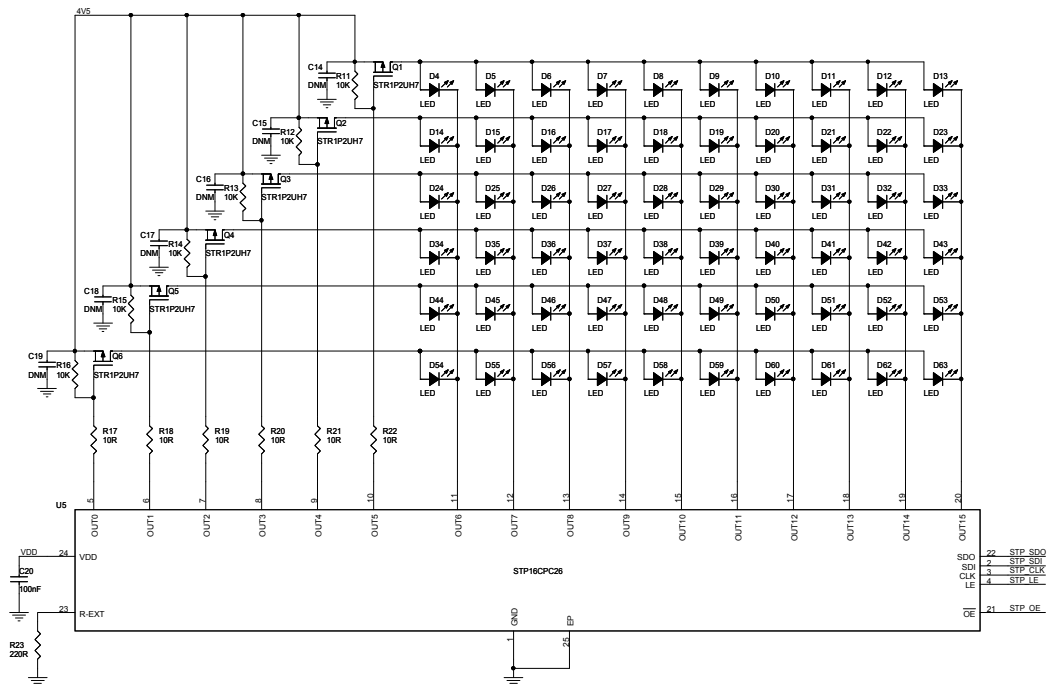 4V5
C14
DNM
R11
10K
Q1
STR1P2UH7
D4
LED
D5
LED
D6
LED
D7
LED
D8
LED
D9
LED
D10
LED
D11
LED
D12
LED
D13
LED
C15
DNM
R12
10K
Q2
STR1P2UH7
D14
LED
D15
LED
D16
LED
D17
LED
D18
LED
D19
LED
D20
LED
D21
LED
D22
LED
D23
LED
C16
DNM
R13
10K
Q3
STR1P2UH7
D24
LED
D25
LED
D26
LED
D27
LED
D28
LED
D29
LED
D30
LED
D31
LED
D32
LED
D33
LED
C17
DNM
R14
10K
Q4
STR1P2UH7
D34
LED
D35
LED
D36
LED
D37
LED
D38
LED
D39
LED
D40
LED
D41
LED
D42
LED
D43
LED
C18
DNM
R15
10K
Q5
STR1P2UH7
D44
LED
D45
LED
D46
LED
D47
LED
D48
LED
D49
LED
D50
LED
D51
LED
D52
LED
D53
LED
C19
DNM
R16
10K
Q6
STR1P2UH7
D54
LED
D55
LED
D56
LED
D57
LED
D58
LED
D59
LED
D60
LED
D61
LED
D62
LED
D63
LED
R17
10R
R18
10R
R19
10R
R20
10R
R21
10R
R22
10R
U5
5
6
7
8
9
10
11
12
13
14
15
16
17
18
19
20
OUT0
OUT1
OUT2
OUT3
OUT4
OUT5
OUT6
OUT7
OUT8
OUT9
OUT10
OUT11
OUT12
OUT13
OUT14
OUT15
VDD
24
VDD
C20
100nF
STP16CPC26
SDO
22
STP_SDO
SDI
2
STP_SDI
CLK
3
STP_CLK
LE
4
STP_LE
23
R-EXT
OE
21
STP_OE
R23
220R
GND
1
EP
25